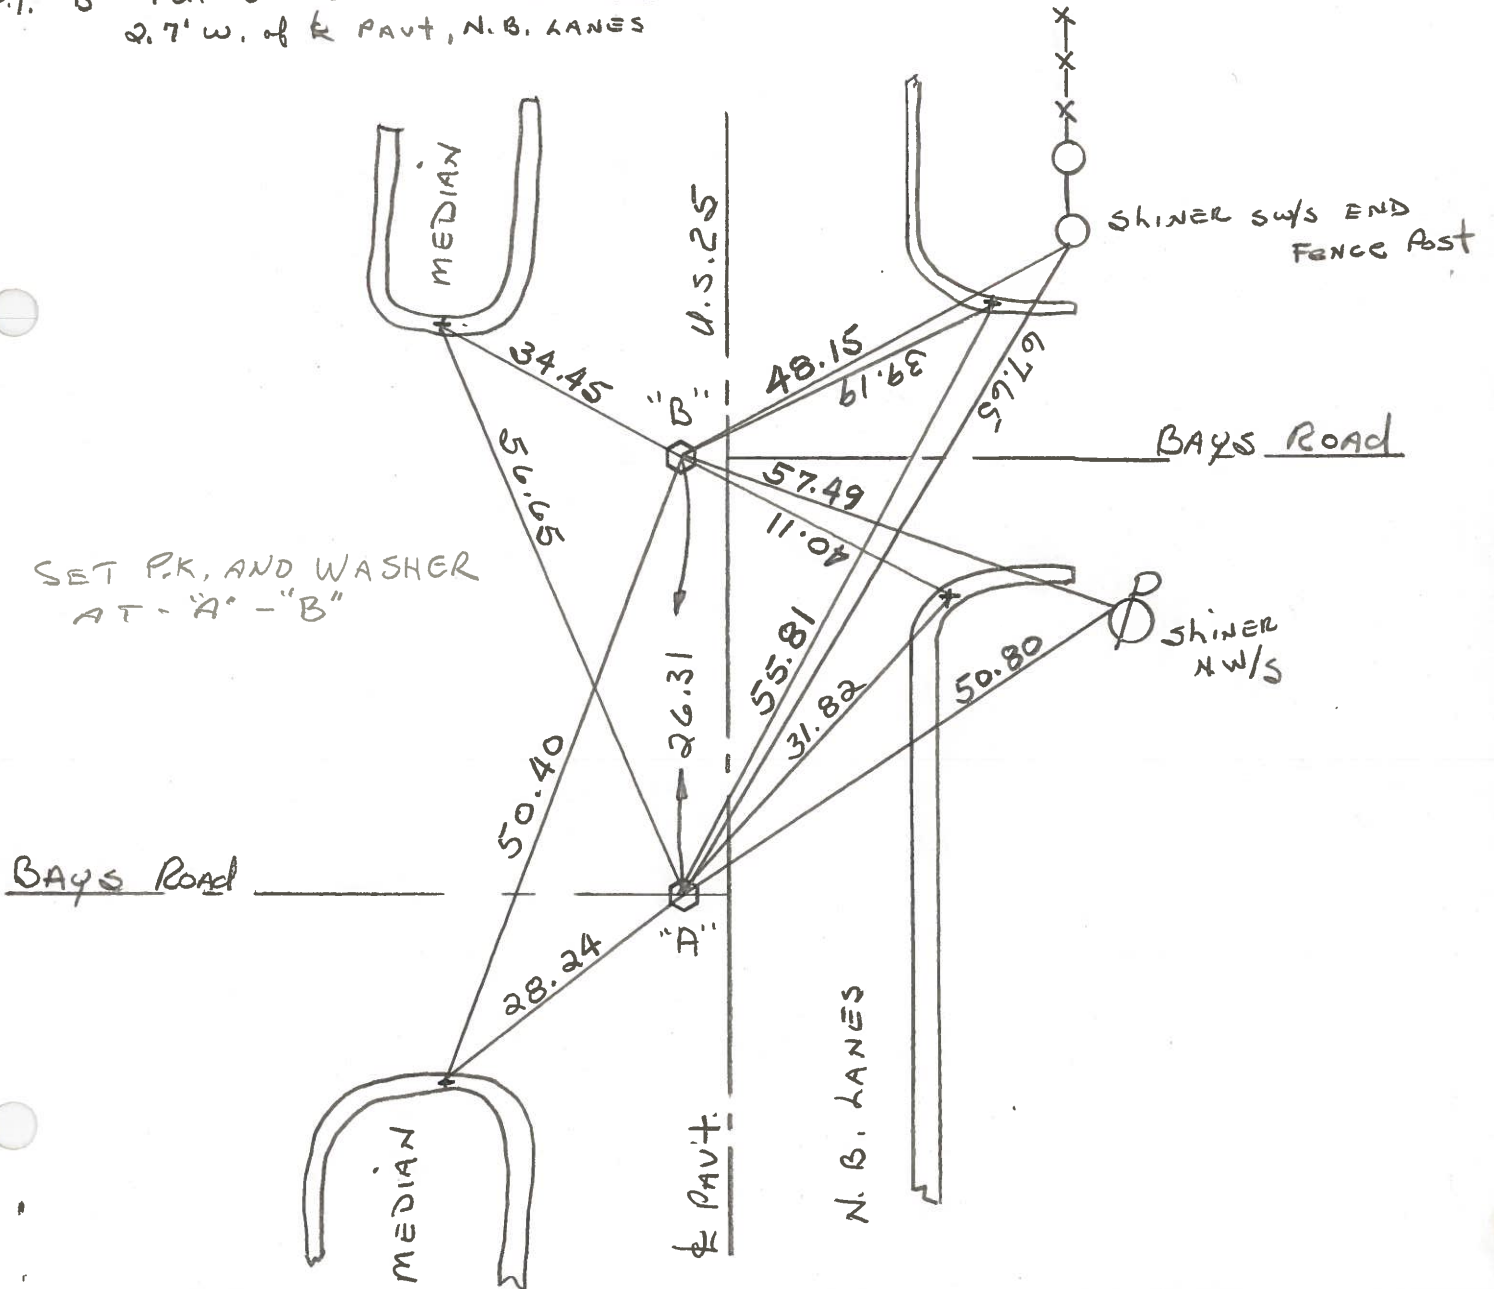 2.7' W. of ℄ PAVt, N.B. LANES
MEDIAN
U.S. 25
SHINER SW/S END
FENCE Post
34.45
48.15
39.19
67.65
"B"
56.65
57.49
BAYS ROAD
40.11
SET P.K. AND WASHER
AT - "A" - "B"
SHINER
NW/S
55.81
26.31
31.82
50.80
50.40
BAYS ROAD
"A"
28.24
N.B. LANES
℄ PAV't.
MEDIAN